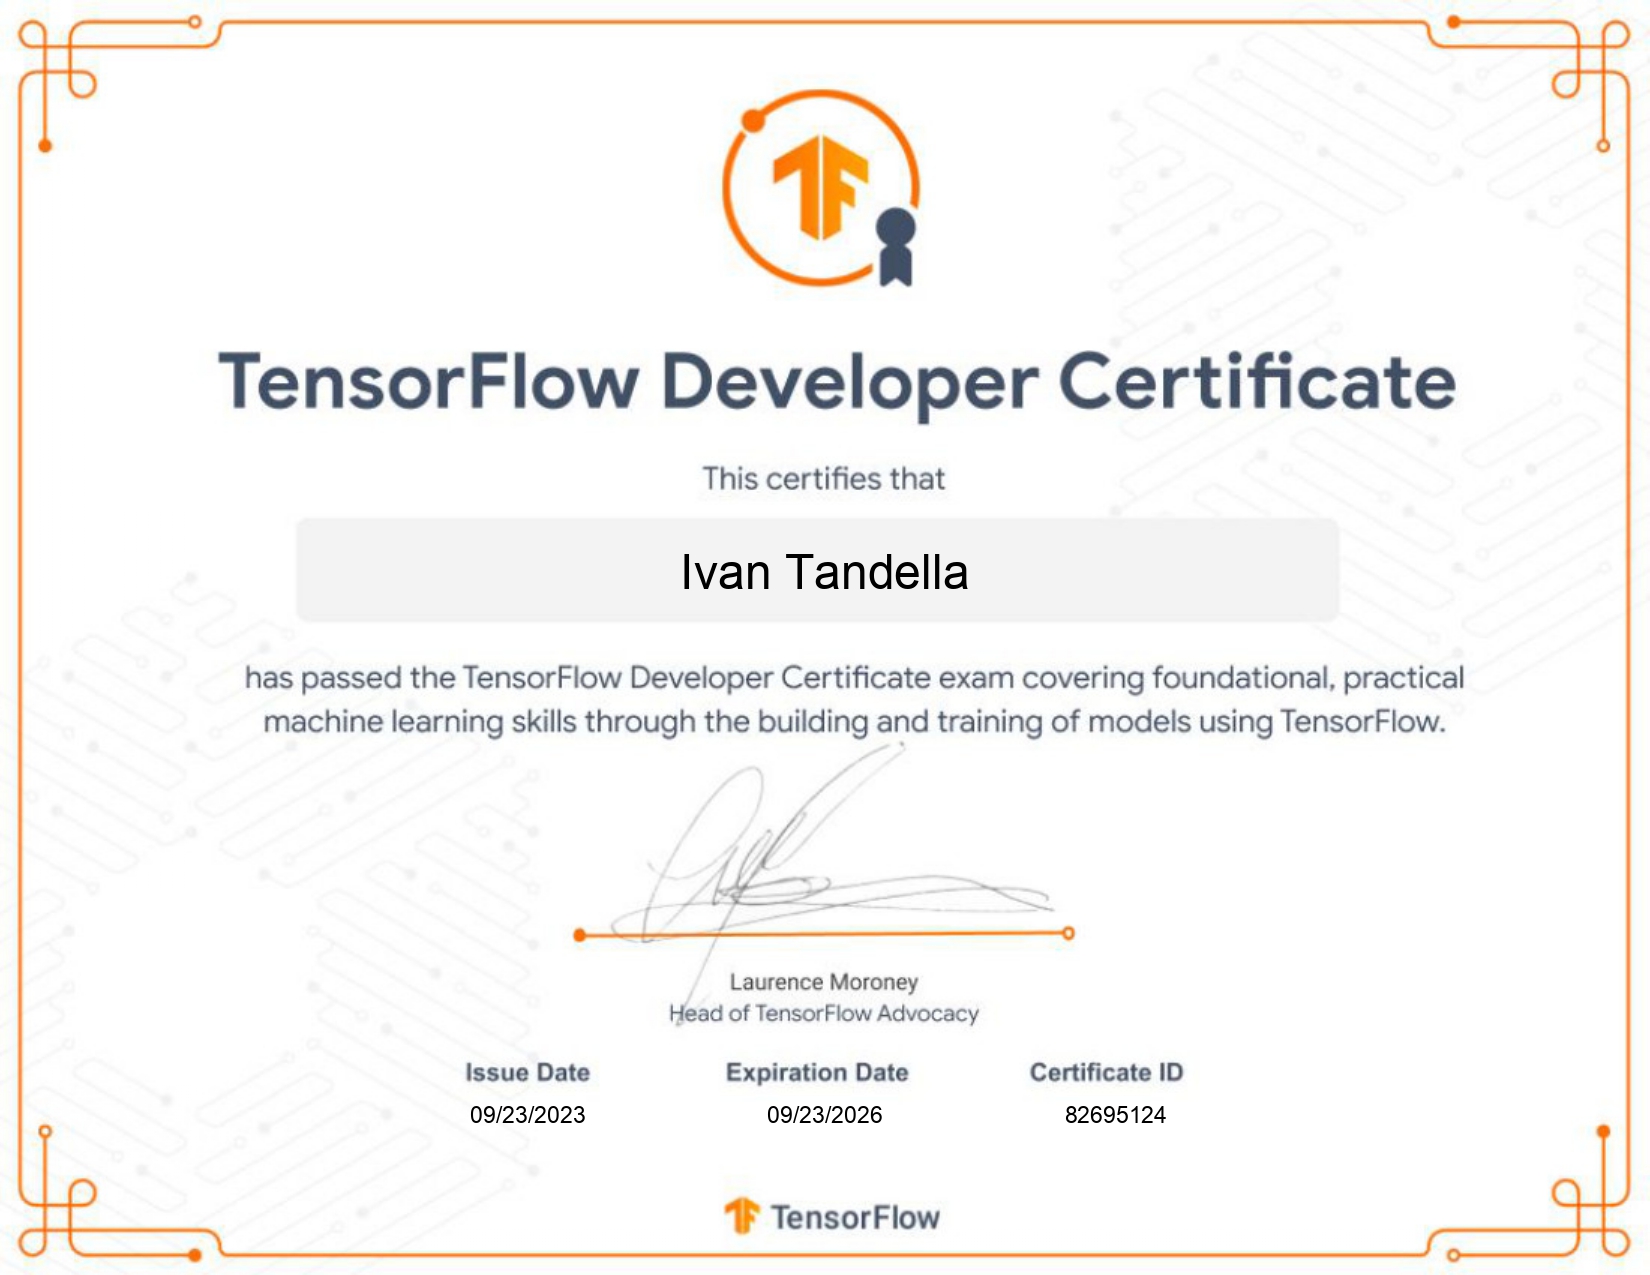 TensorFlow Developer Certificate
This certifies that
Ivan Tandella
has passed the TensorFlow Developer Certificate exam covering foundational, practical
machine learning skills through the building and training of models using TensorFlow.
Laurence Moroney
Head of TensorFlow Advocacy
Issue Date Expiration Date Certificate ID
09/23/2023 09/23/2026 82695124
TensorFlow